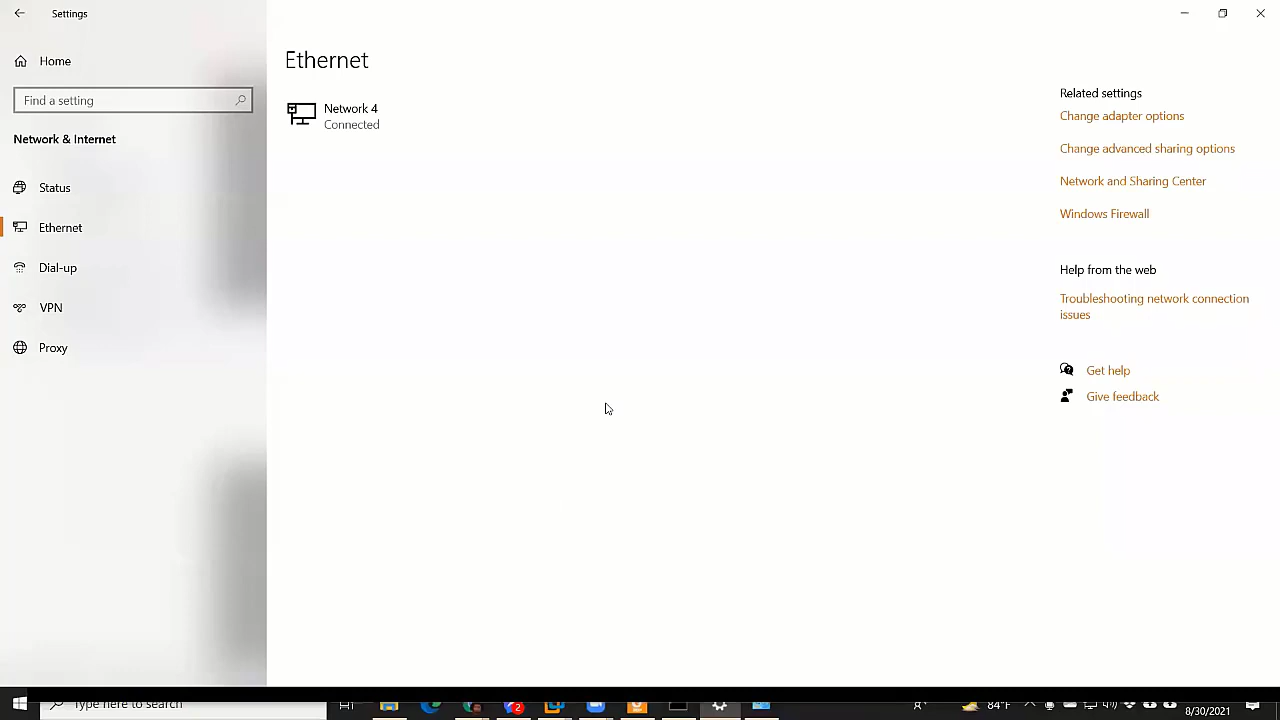 Settings
Home
Find a setting
Network & Internet
Status
Ethernet
Dial-up
VPN
Proxy
Ethernet
Network 4
Connected
Related settings
Change adapter options
Change advanced sharing options
Network and Sharing Center
Windows Firewall
Help from the web
Troubleshooting network connection
issues
Get help
Give feedback
Type here to search
2
84°F
8/30/2021